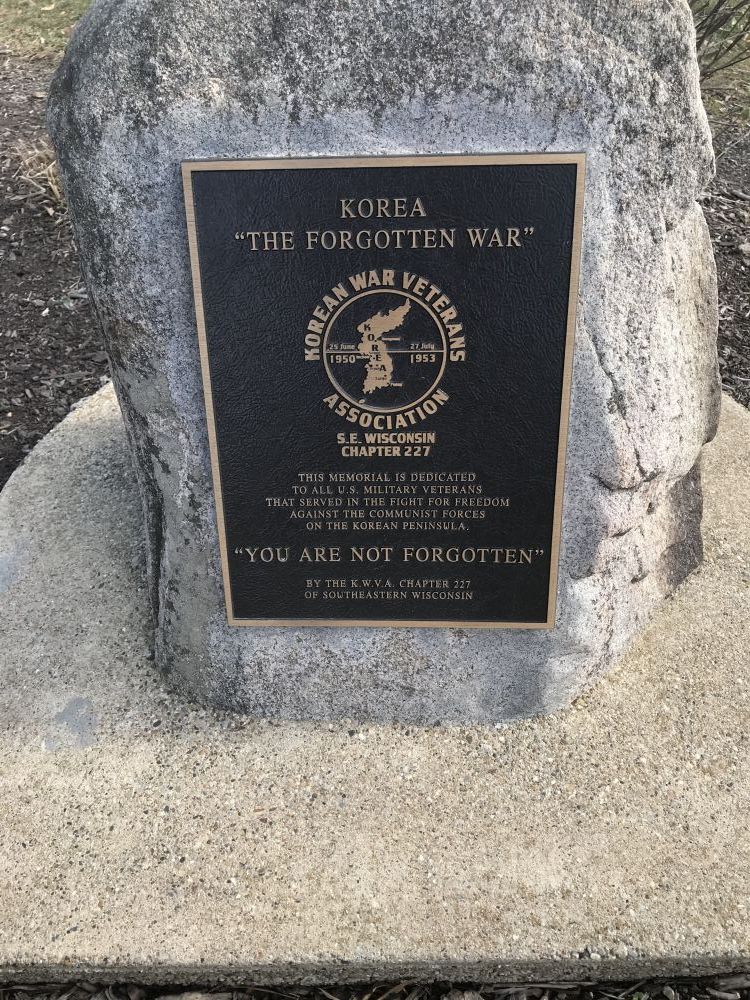 KOREA
"THE FORGOTTEN WAR"
KOREAN WAR VETERANS
KOREA
25 June 27 July
1950 1953
ASSOCIATION
S.E. WISCONSIN
CHAPTER 227
THIS MEMORIAL IS DEDICATED
TO ALL U.S. MILITARY VETERANS
THAT SERVED IN THE FIGHT FOR FREEDOM
AGAINST THE COMMUNIST FORCES
ON THE KOREAN PENINSULA.
"YOU ARE NOT FORGOTTEN"
BY THE K.W.V.A. CHAPTER 227
OF SOUTHEASTERN WISCONSIN